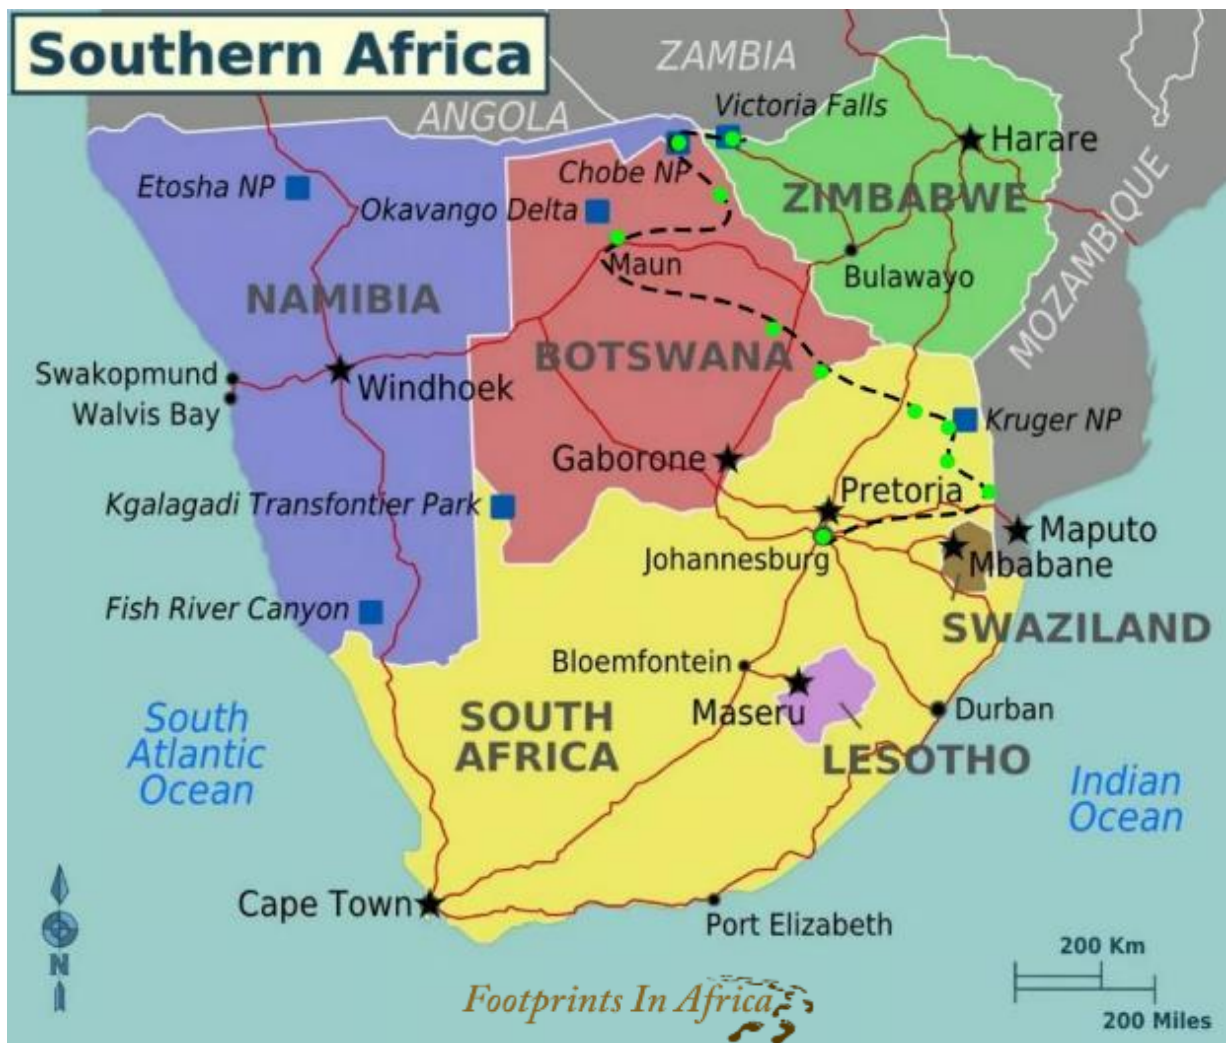 Southern Africa
ZAMBIA
ANGOLA
Victoria Falls
Harare
Etosha NP
Chobe NP
Okavango Delta
ZIMBABWE
MOZAMBIQUE
Maun
Bulawayo
NAMIBIA
BOTSWANA
Swakopmund
Windhoek
Walvis Bay
Kruger NP
Gaborone
Pretoria
Kgalagadi Transfontier Park
Maputo
Johannesburg
Mbabane
Fish River Canyon
SWAZILAND
Bloemfontein
Maseru
Durban
South
Atlantic
Ocean
SOUTH
AFRICA
LESOTHO
Indian
Ocean
Cape Town
Port Elizabeth
N
200 Km
200 Miles
Footprints In Africa